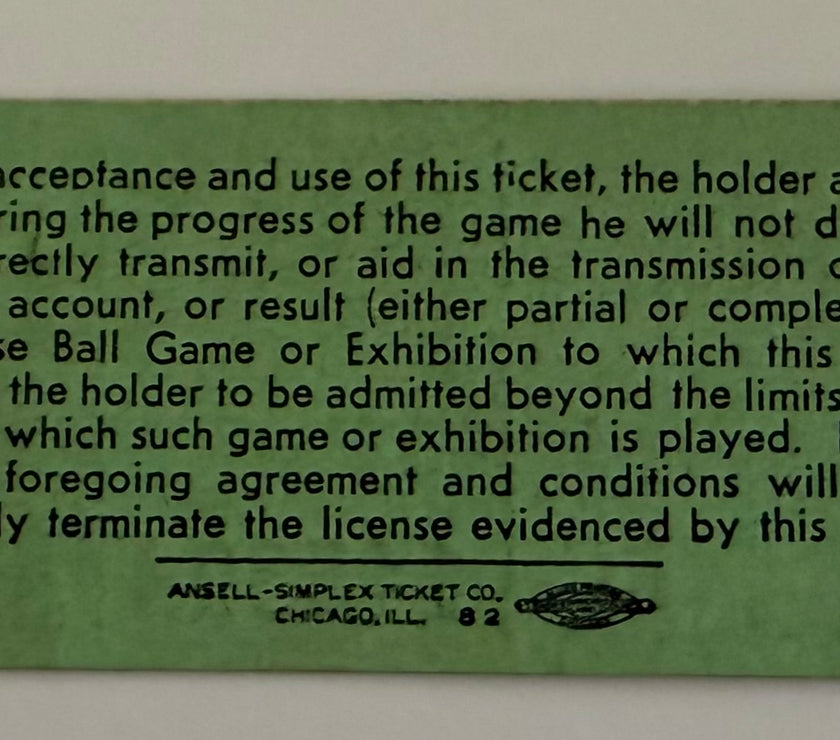 acceptance and use of this ticket, the holder a
ring the progress of the game he will not d
rectly transmit, or aid in the transmission o
account, or result (either partial or comple
se Ball Game or Exhibition to which this
the holder to be admitted beyond the limits
which such game or exhibition is played.
foregoing agreement and conditions will
ly terminate the license evidenced by this
ANSELL-SIMPLEX TICKET CO.
CHICAGO, ILL. 82